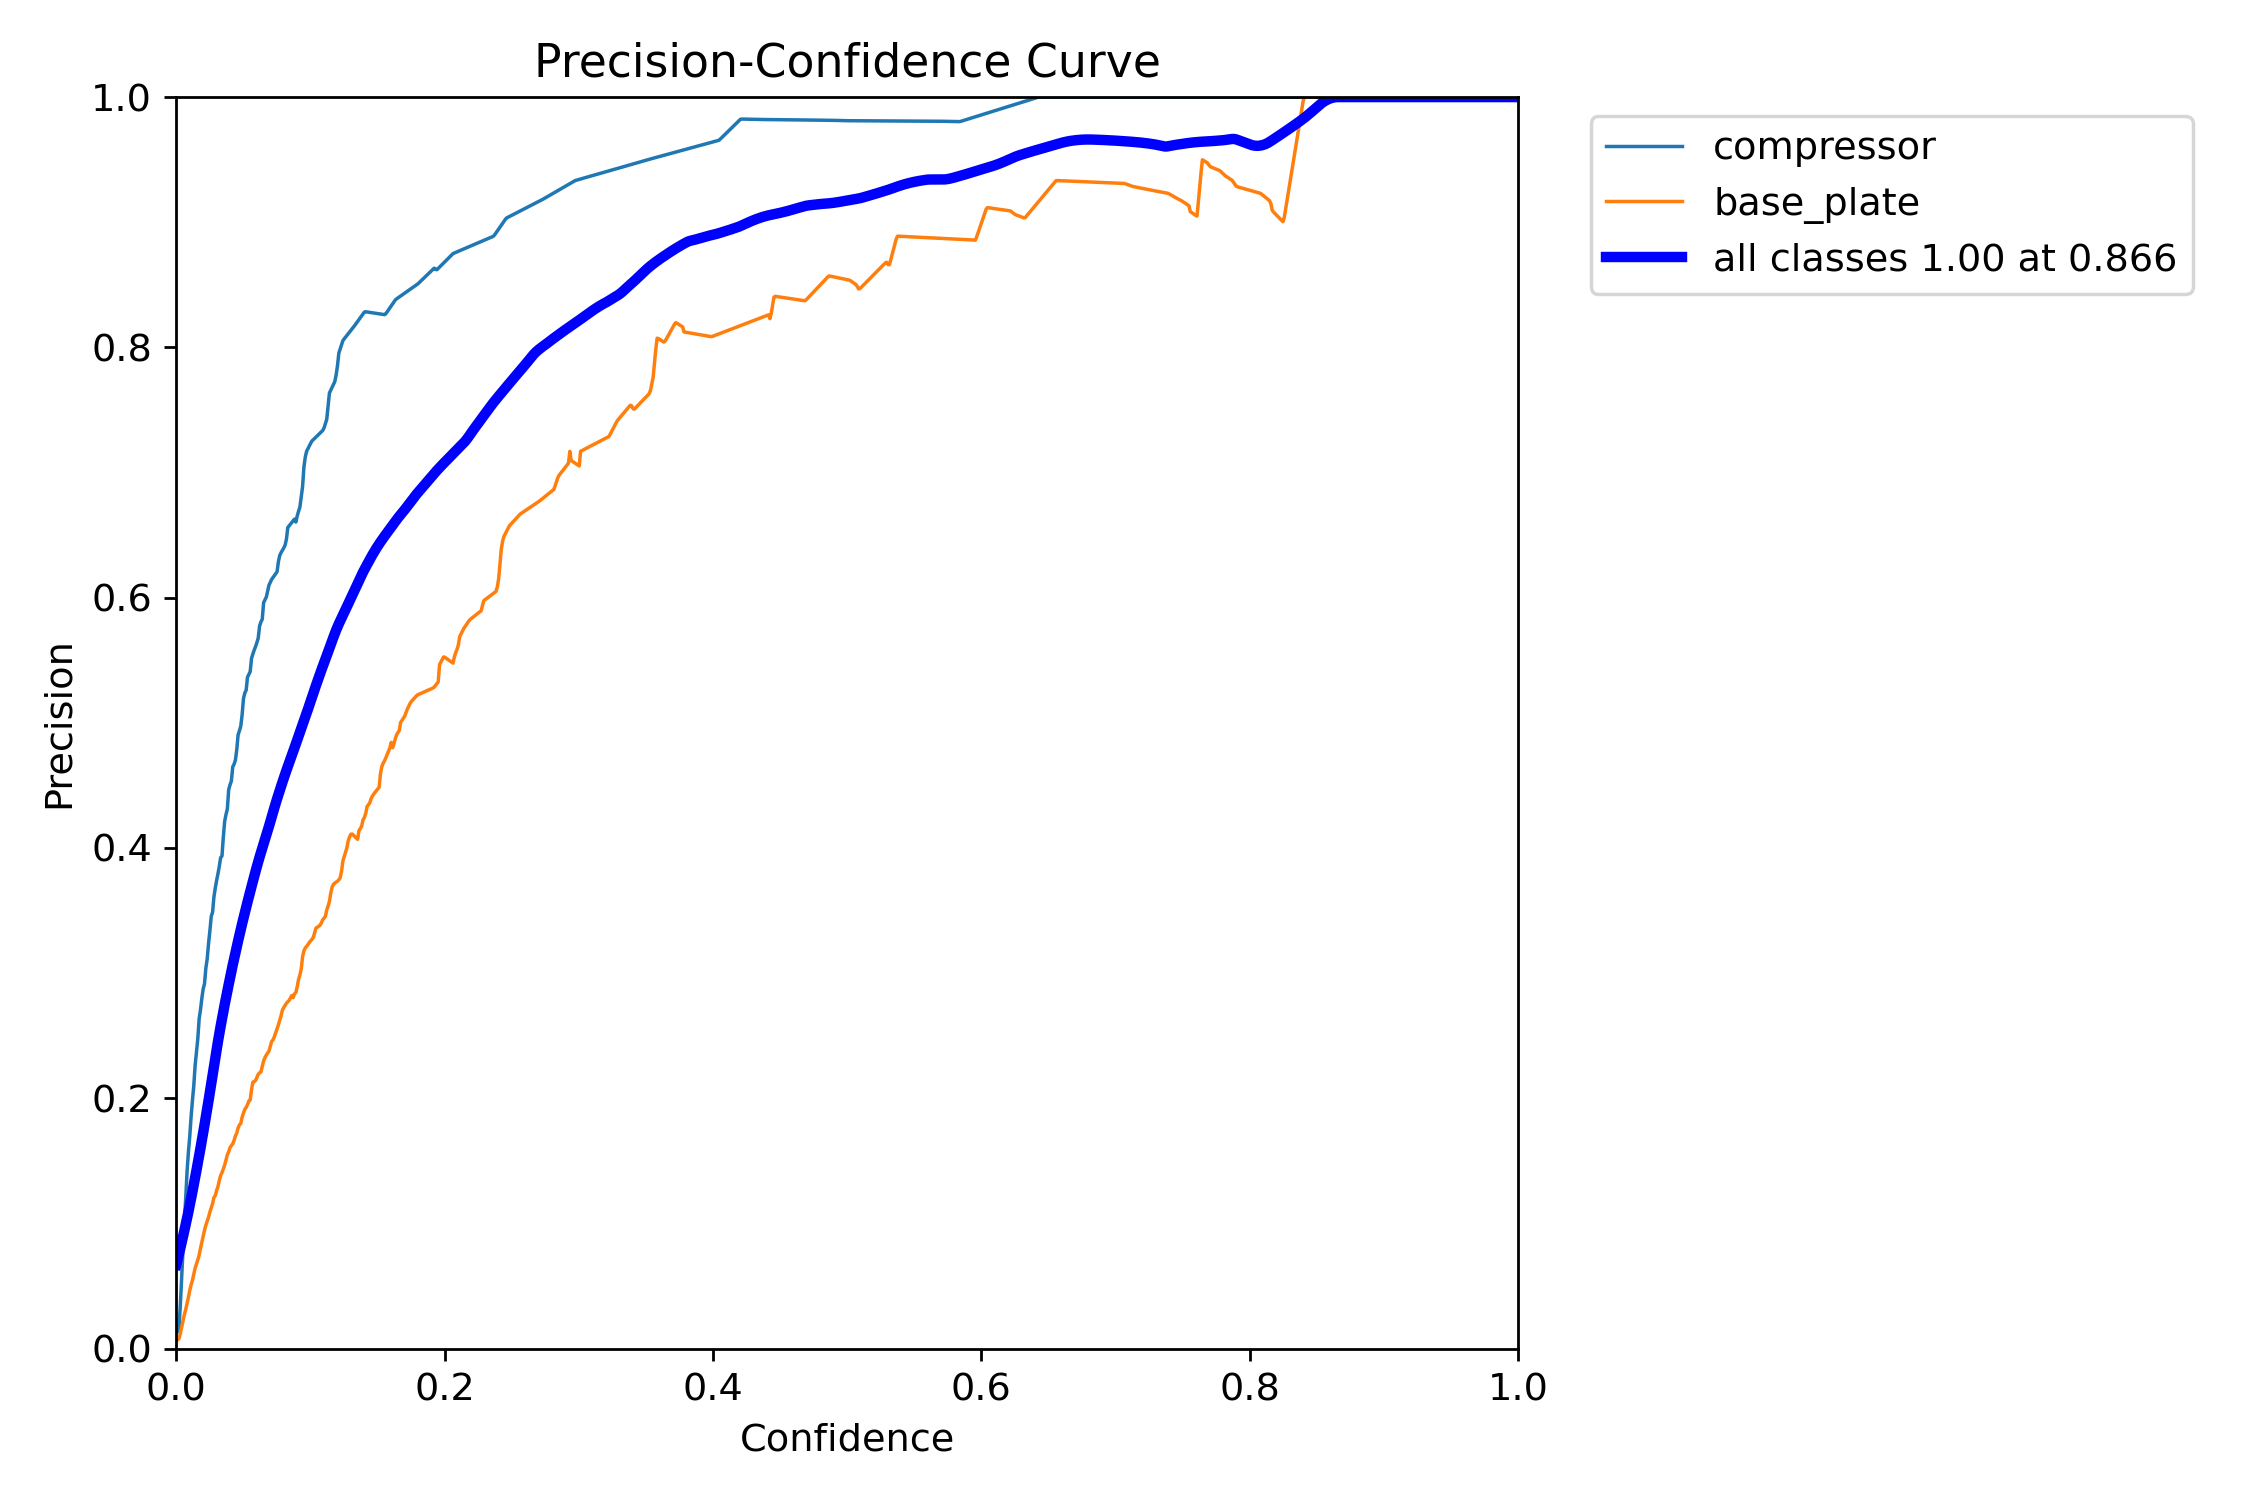 Precision-Confidence Curve
1.0
0.8
0.6
0.4
0.2
0.0
Precision
0.0 0.2 0.4 0.6 0.8 1.0
Confidence
compressor
base_plate
all classes 1.00 at 0.866